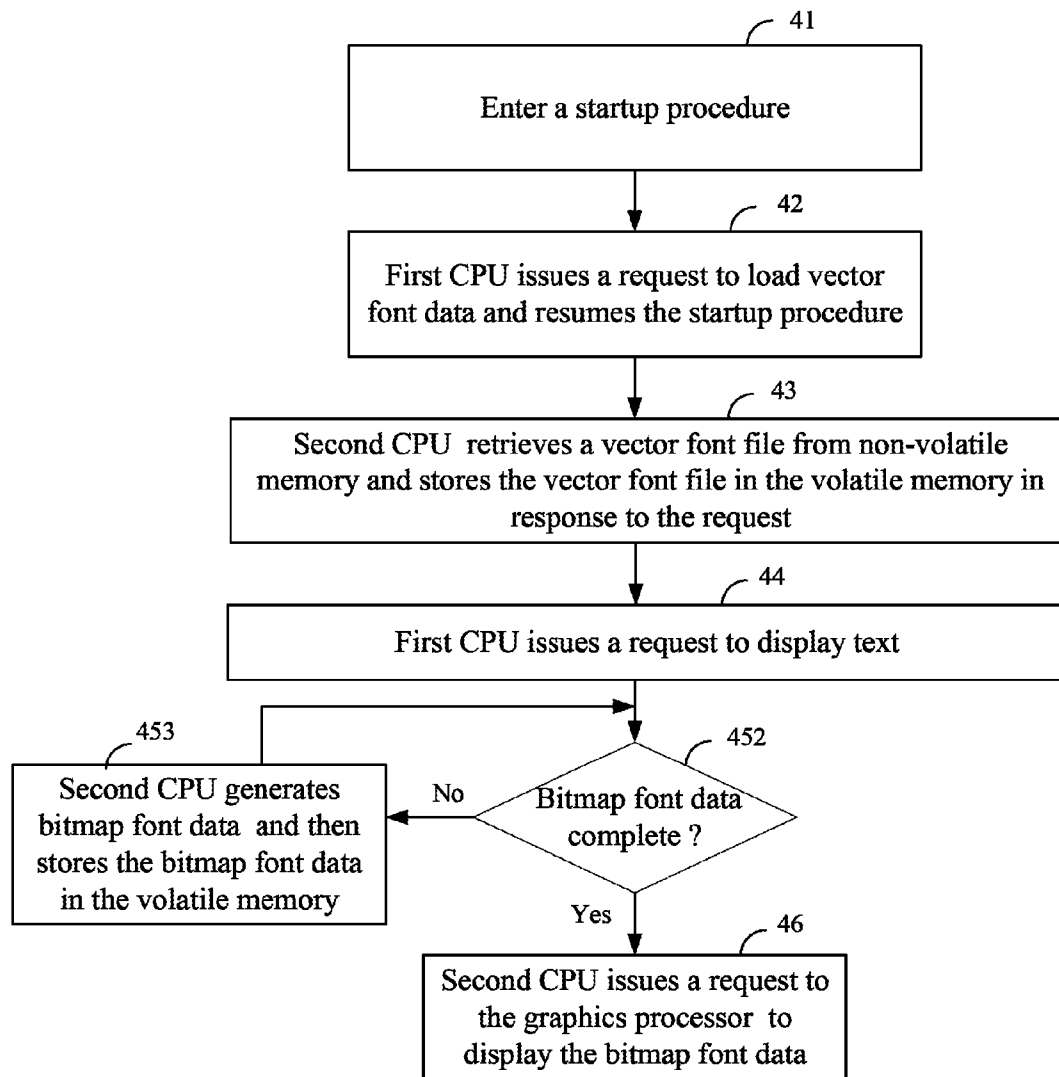 41
Enter a startup procedure
42
First CPU issues a request to load vector
font data and resumes the startup procedure
43
Second CPU retrieves a vector font file from non-volatile
memory and stores the vector font file in the volatile memory in
response to the request
44
First CPU issues a request to display text
453
Second CPU generates
bitmap font data and then
stores the bitmap font data
in the volatile memory
No
452
Bitmap font data
complete ?
Yes
46
Second CPU issues a request to
the graphics processor to
display the bitmap font data